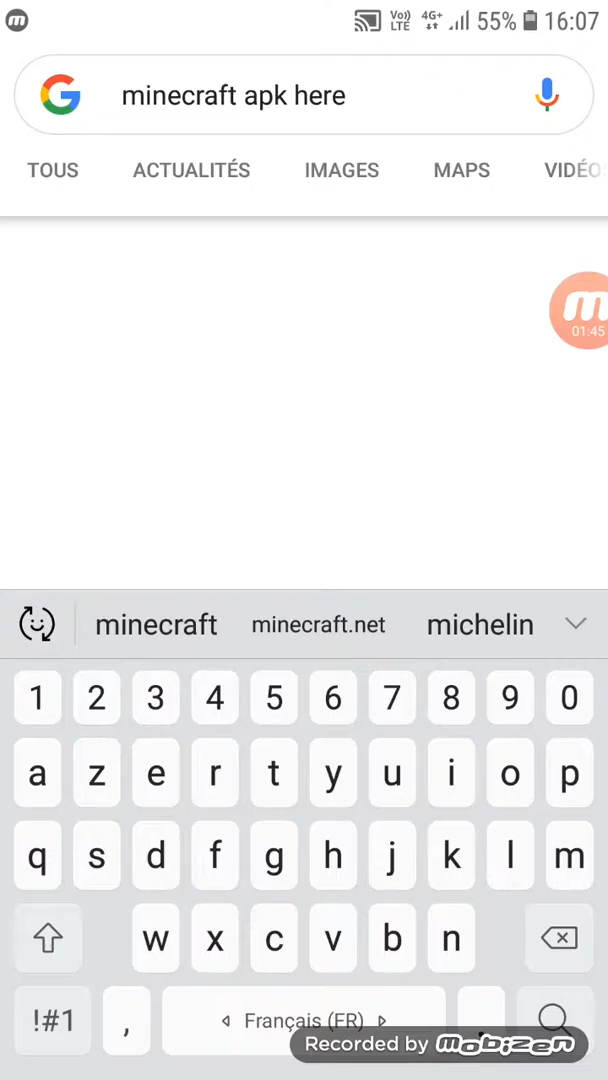 Vo)) LTE 4G+ 55% 16:07
minecraft apk here
TOUS ACTUALITÉS IMAGES MAPS VIDÉO
01:45
minecraft minecraft.net michelin
1 2 3 4 5 6 7 8 9 0
a z e r t y u i o p
q s d f g h j k l m
w x c v b n
!#1 , Français (FR)
Recorded by mobizen